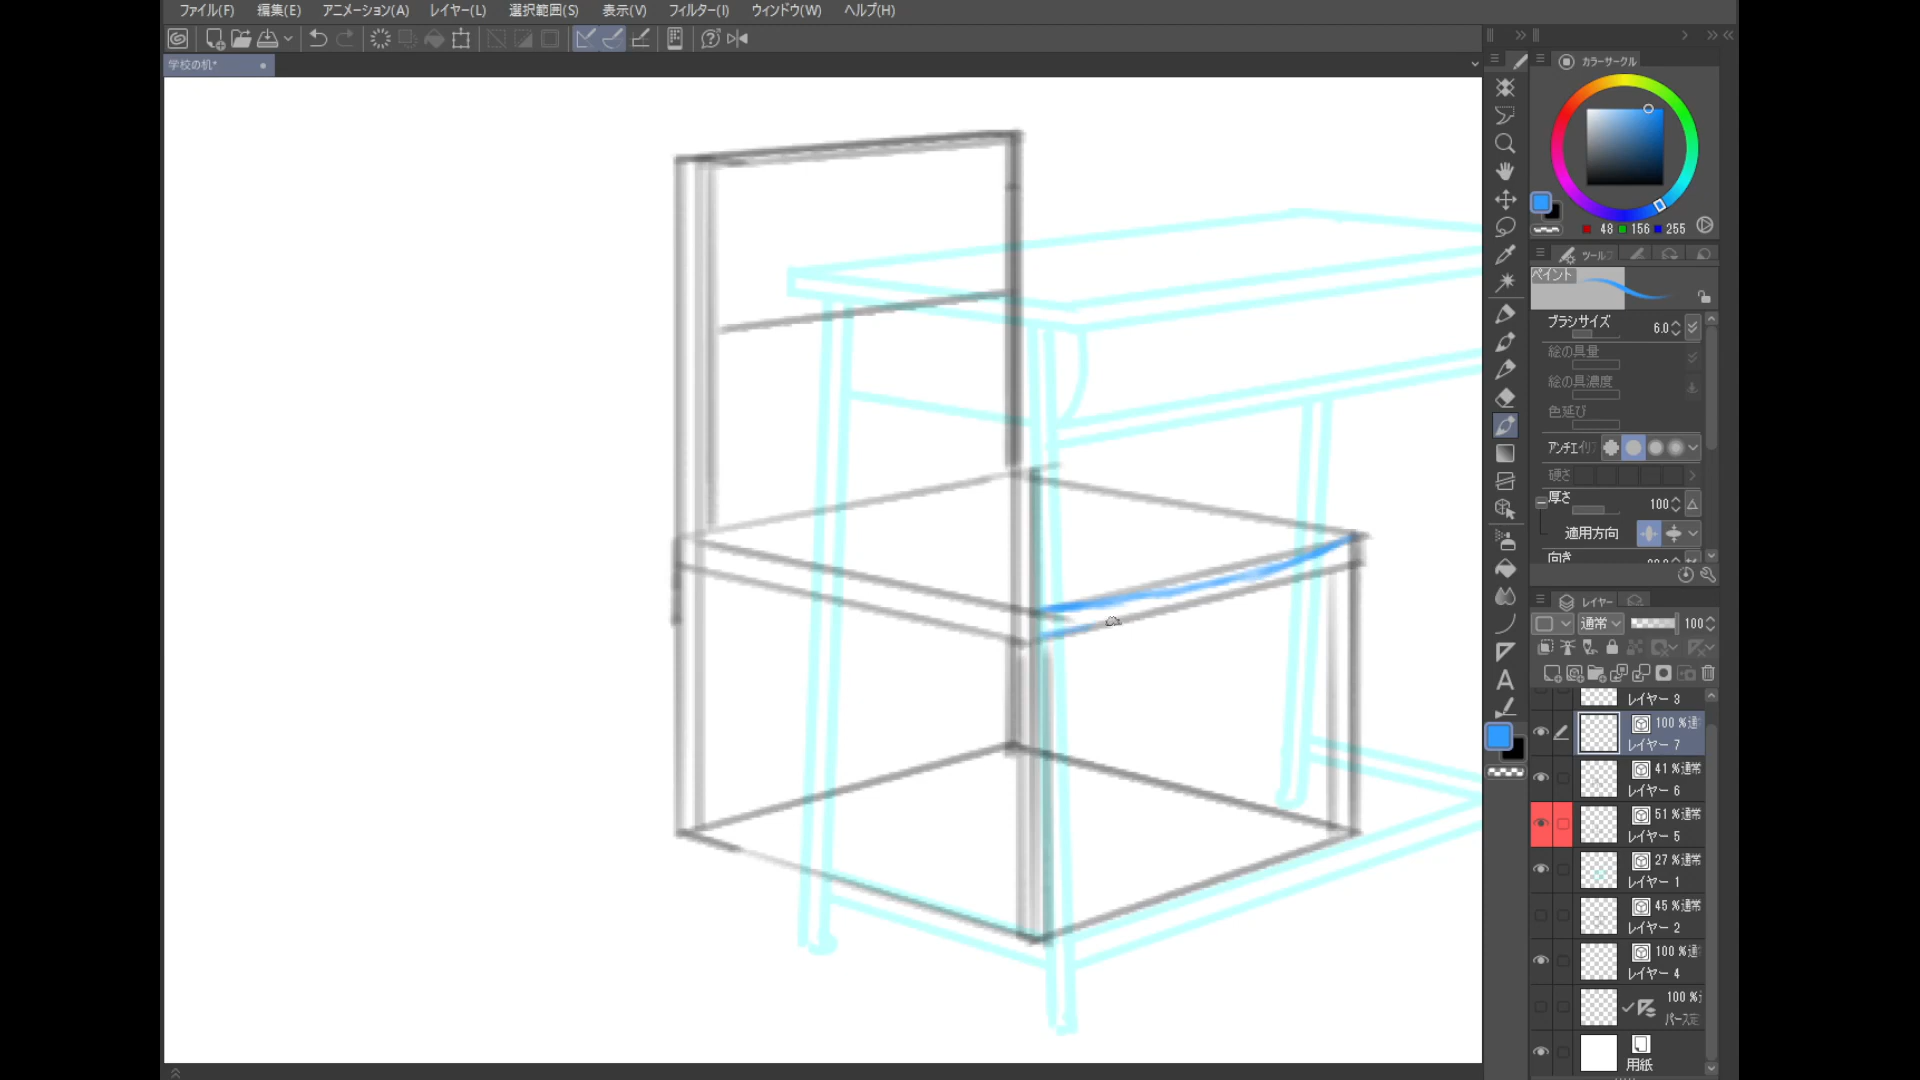 ファイル(F) 編集(E) アニメーション(A) レイヤー(L) 選択範囲(S) 表示(V) フィルター(I) ウィンドウ(W) ヘルプ(H)
学校の机*
カラーサークル
48 156 255
ツール
ペイント
ブラシサイズ 6.0
絵の具量
絵の具濃度
色延び
アンチエイリ
硬さ
厚さ 100
適用方向
向き
レイヤー
通常 100
レイヤー 3
100 %通
レイヤー 7
41 %通常
レイヤー 6
51 %通常
レイヤー 5
27 %通常
レイヤー 1
45 %通常
レイヤー 2
100 %通
レイヤー 4
100 %
パース定
用紙